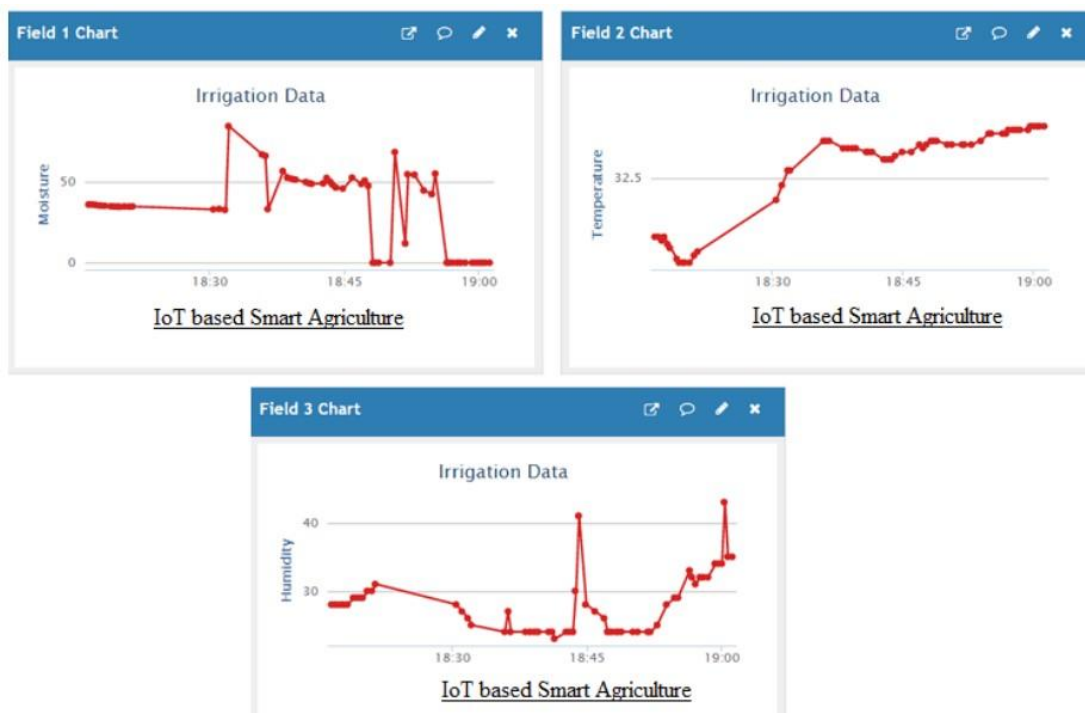 Field 1 Chart
Irrigation Data
Moisture
50
0
18:30 18:45 19:00
IoT based Smart Agriculture
Field 2 Chart
Irrigation Data
Temperature
32.5
18:30 18:45 19:00
IoT based Smart Agriculture
Field 3 Chart
Irrigation Data
Humidity
40
30
18:30 18:45 19:00
IoT based Smart Agriculture